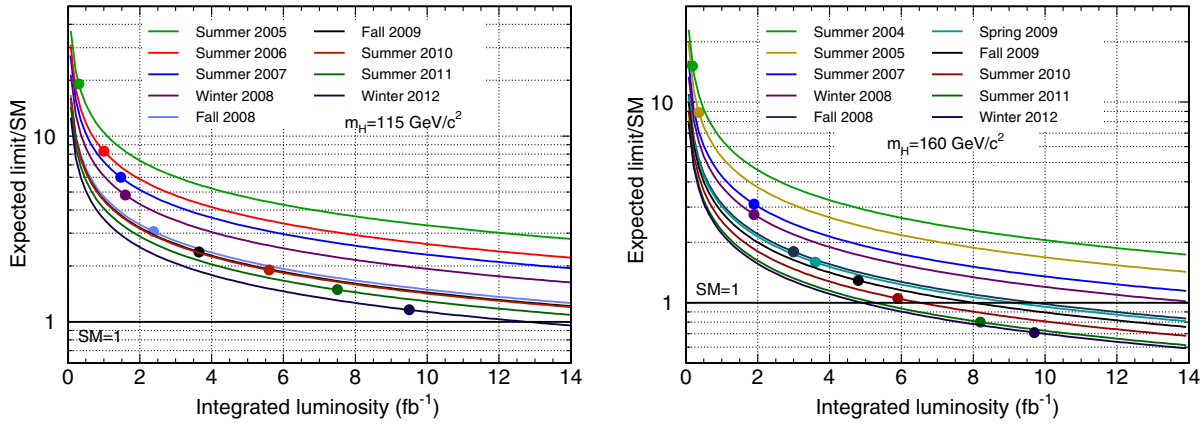 Expected limit/SM
10
1
Summer 2005
Summer 2006
Summer 2007
Winter 2008
Fall 2008
Fall 2009
Summer 2010
Summer 2011
Winter 2012
m_H=115 GeV/c²
SM=1
0 2 4 6 8 10 12 14
Integrated luminosity (fb⁻¹)
Expected limit/SM
10
1
Summer 2004
Summer 2005
Summer 2007
Winter 2008
Fall 2008
Spring 2009
Fall 2009
Summer 2010
Summer 2011
Winter 2012
m_H=160 GeV/c²
SM=1
0 2 4 6 8 10 12 14
Integrated luminosity (fb⁻¹)